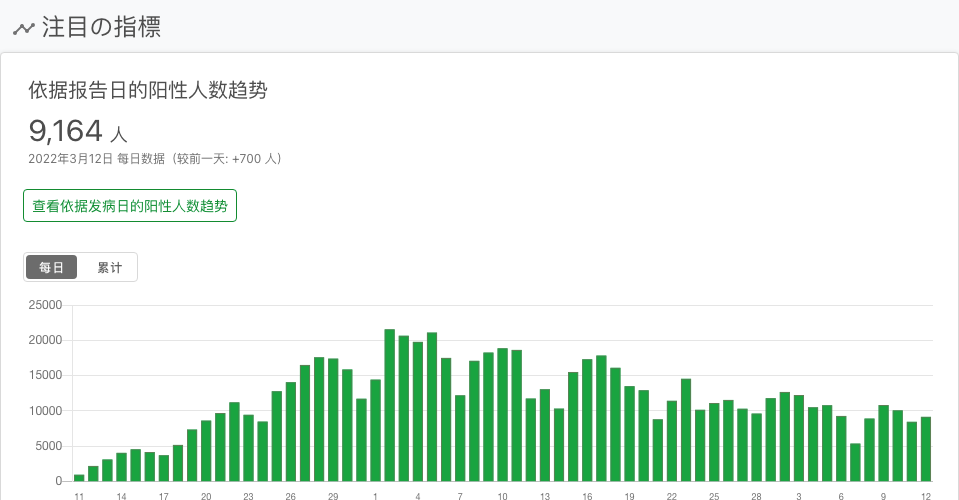 注目の指標
依据报告日的阳性人数趋势
9,164 人
2022年3月12日 每日数据（较前一天: +700 人）
查看依据发病日的阳性人数趋势
每日 累计
25000
20000
15000
10000
5000
0
11 14 17 20 23 26 29 1 4 7 10 13 16 19 22 25 28 3 6 9 12